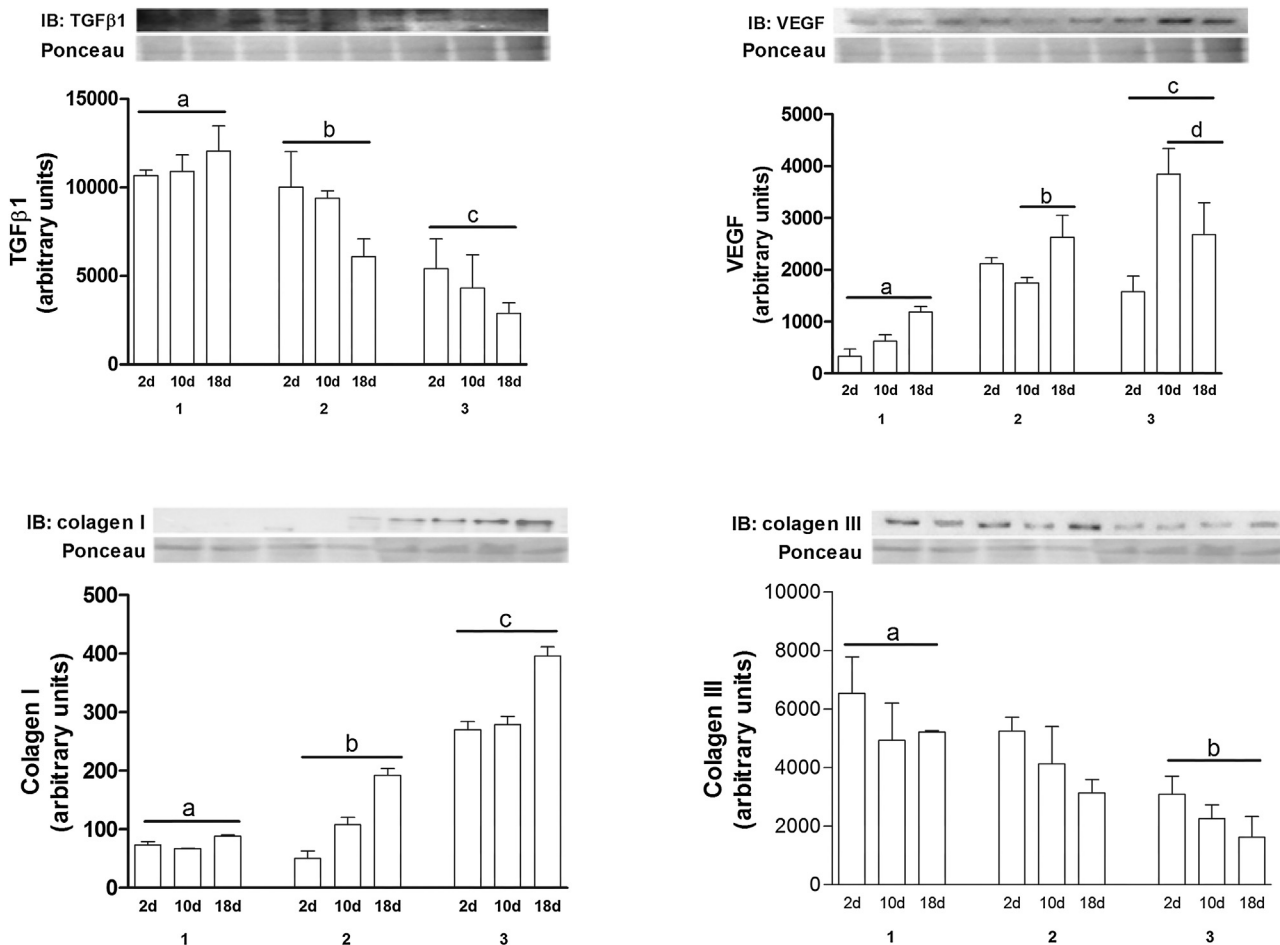 IB: TGFβ1
Ponceau
TGFβ1
(arbitrary units)
15000
10000
5000
0
a
b
c
2d 10d 18d 2d 10d 18d 2d 10d 18d
1 2 3
IB: VEGF
Ponceau
VEGF
(arbitrary units)
5000
4000
3000
2000
1000
0
a
b
c
d
2d 10d 18d 2d 10d 18d 2d 10d 18d
1 2 3
IB: colagen I
Ponceau
Colagen I
(arbitrary units)
500
400
300
200
100
0
a
b
c
2d 10d 18d 2d 10d 18d 2d 10d 18d
1 2 3
IB: colagen III
Ponceau
Colagen III
(arbitrary units)
10000
8000
6000
4000
2000
0
a
b
2d 10d 18d 2d 10d 18d 2d 10d 18d
1 2 3